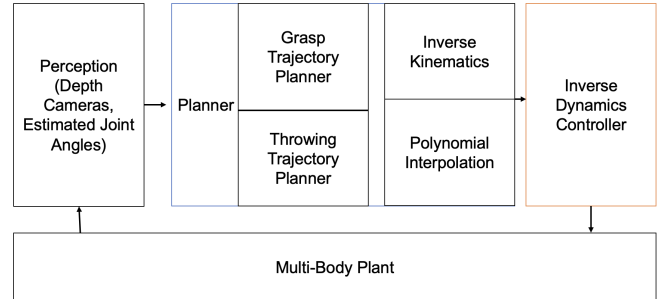 Perception
(Depth
Cameras,
Estimated Joint
Angles)
Planner
Grasp
Trajectory
Planner
Throwing
Trajectory
Planner
Inverse
Kinematics
Polynomial
Interpolation
Inverse
Dynamics
Controller
Multi-Body Plant